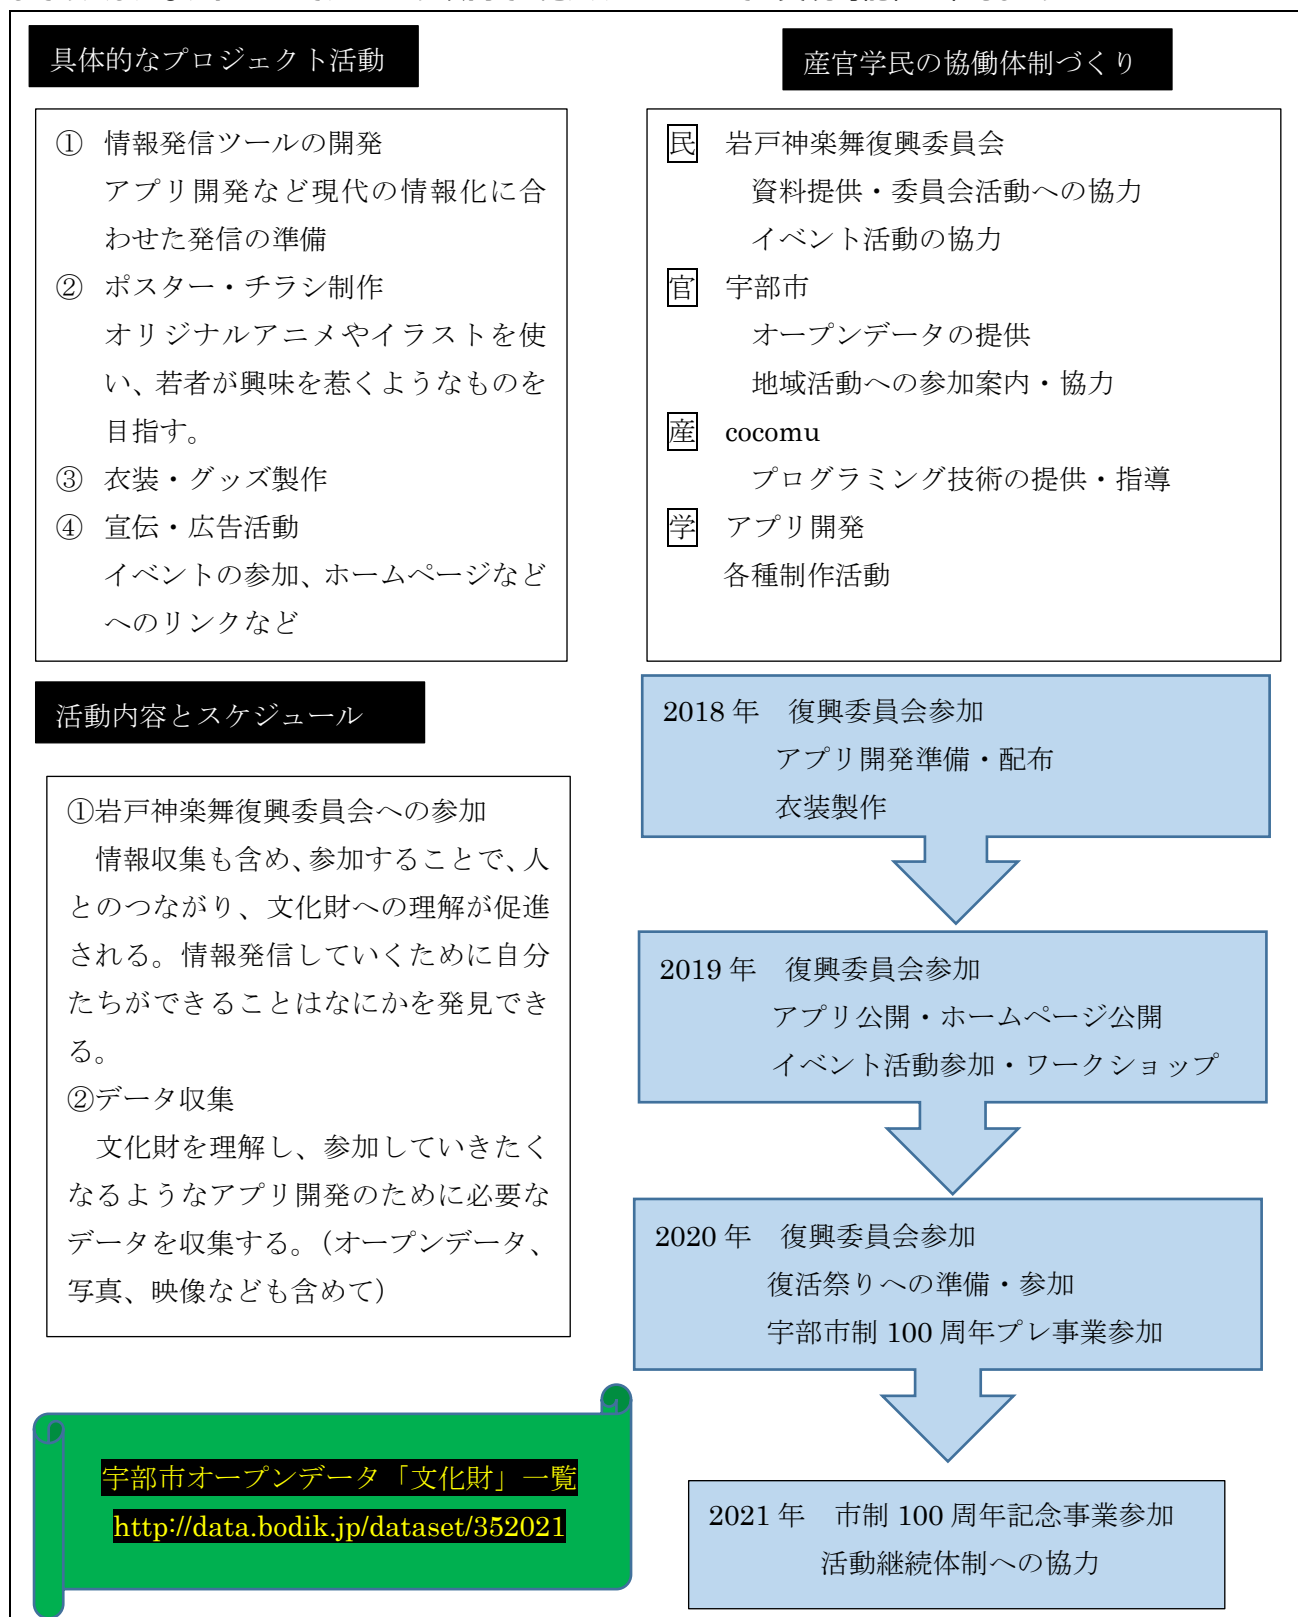 具体的なプロジェクト活動
① 情報発信ツールの開発
アプリ開発など現代の情報化に合
わせた発信の準備
② ポスター・チラシ制作
オリジナルアニメやイラストを使
い、若者が興味を惹くようなものを
目指す。
③ 衣装・グッズ製作
④ 宣伝・広告活動
イベントの参加、ホームページなど
へのリンクなど
産官学民の協働体制づくり
民 岩戸神楽舞復興委員会
資料提供・委員会活動への協力
イベント活動の協力
官 宇部市
オープンデータの提供
地域活動への参加案内・協力
産 cocomu
プログラミング技術の提供・指導
学 アプリ開発
各種制作活動
活動内容とスケジュール
①岩戸神楽舞復興委員会への参加
情報収集も含め、参加することで、人
とのつながり、文化財への理解が促進
される。情報発信していくために自分
たちができることはなにかを発見でき
る。
②データ収集
文化財を理解し、参加していきたく
なるようなアプリ開発のために必要な
データを収集する。（オープンデータ、
写真、映像なども含めて）
2018 年 復興委員会参加
アプリ開発準備・配布
衣装製作
2019 年 復興委員会参加
アプリ公開・ホームページ公開
イベント活動参加・ワークショップ
2020 年 復興委員会参加
復活祭りへの準備・参加
宇部市制 100 周年プレ事業参加
2021 年 市制 100 周年記念事業参加
活動継続体制への協力
宇部市オープンデータ「文化財」一覧
http://data.bodik.jp/dataset/352021